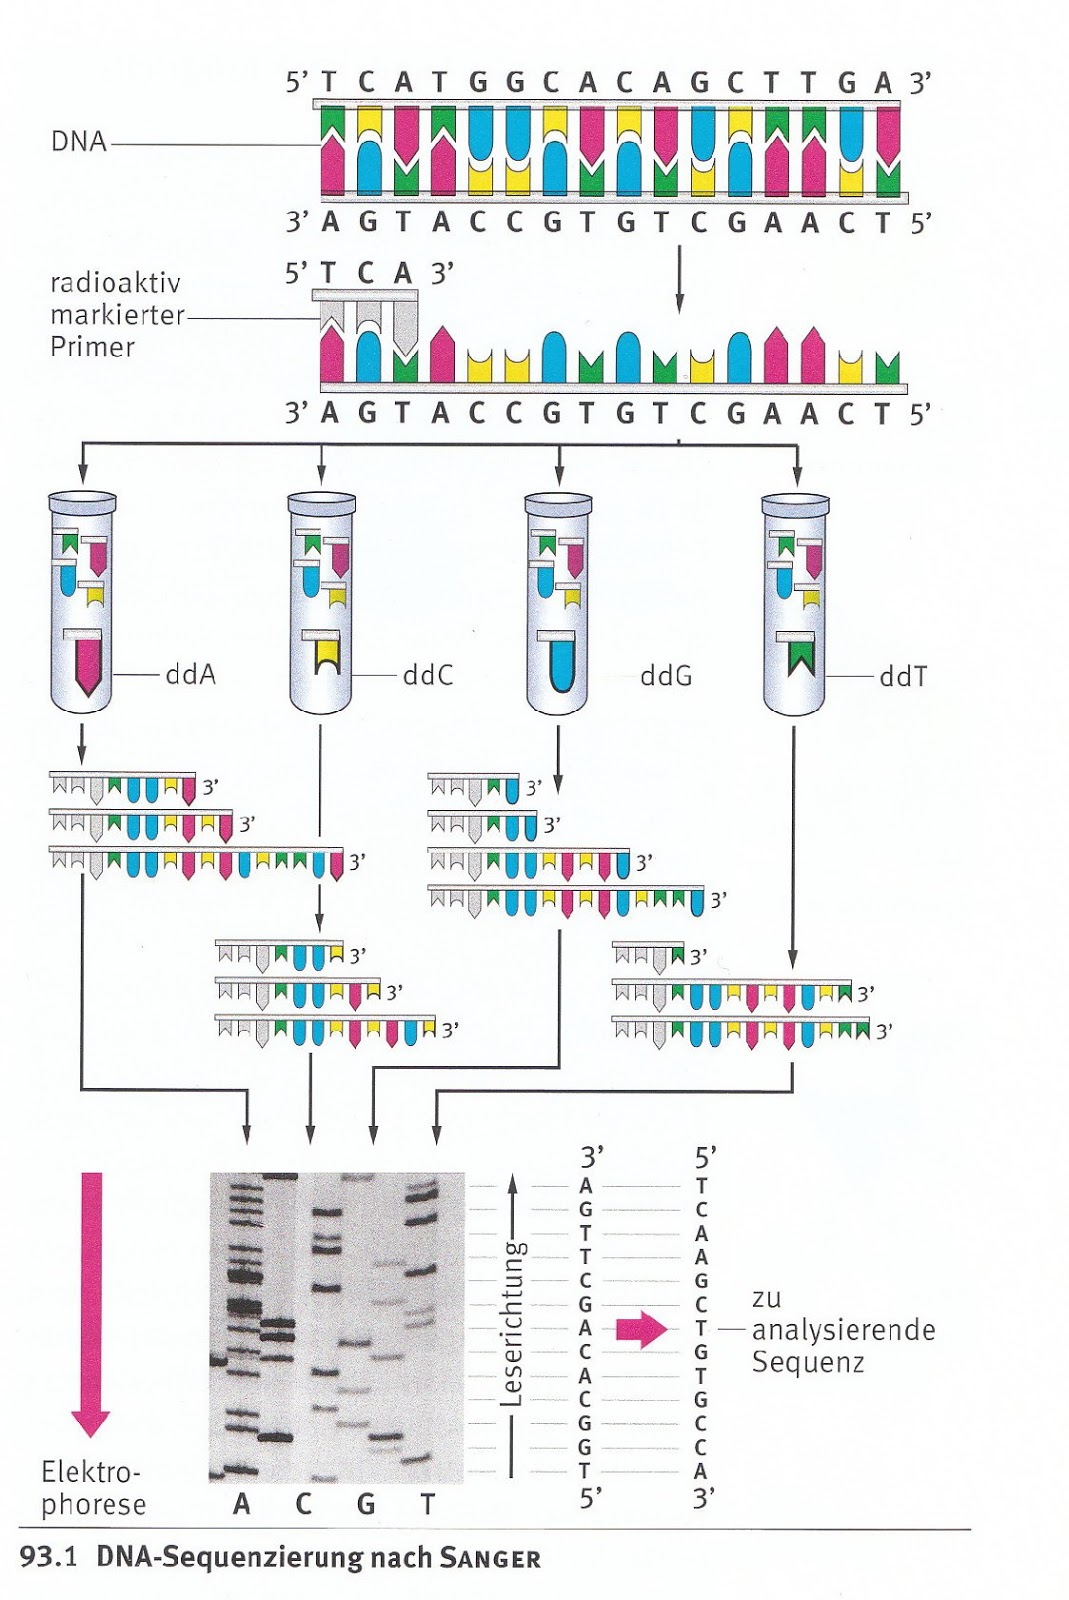 5’ T C A T G G C A C A G C T T G A 3’
DNA
3’ A G T A C C G T G T C G A A C T 5’
5’ T C A 3’
radioaktiv
markierter
Primer
3’ A G T A C C G T G T C G A A C T 5’
ddA
ddC
ddG
ddT
3’
3’
3’
3’
3’
3’
3’
3’
3’
3’
3’
3’
3’
Elektro-
phorese
A C G T
Leserichtung
3’ 5’
A T
G C
T A
T A
C G
G C
A T
C G
A T
C G
G C
G C
T A
5’ 3’
zu
analysierende
Sequenz
93.1 DNA-Sequenzierung nach SANGER